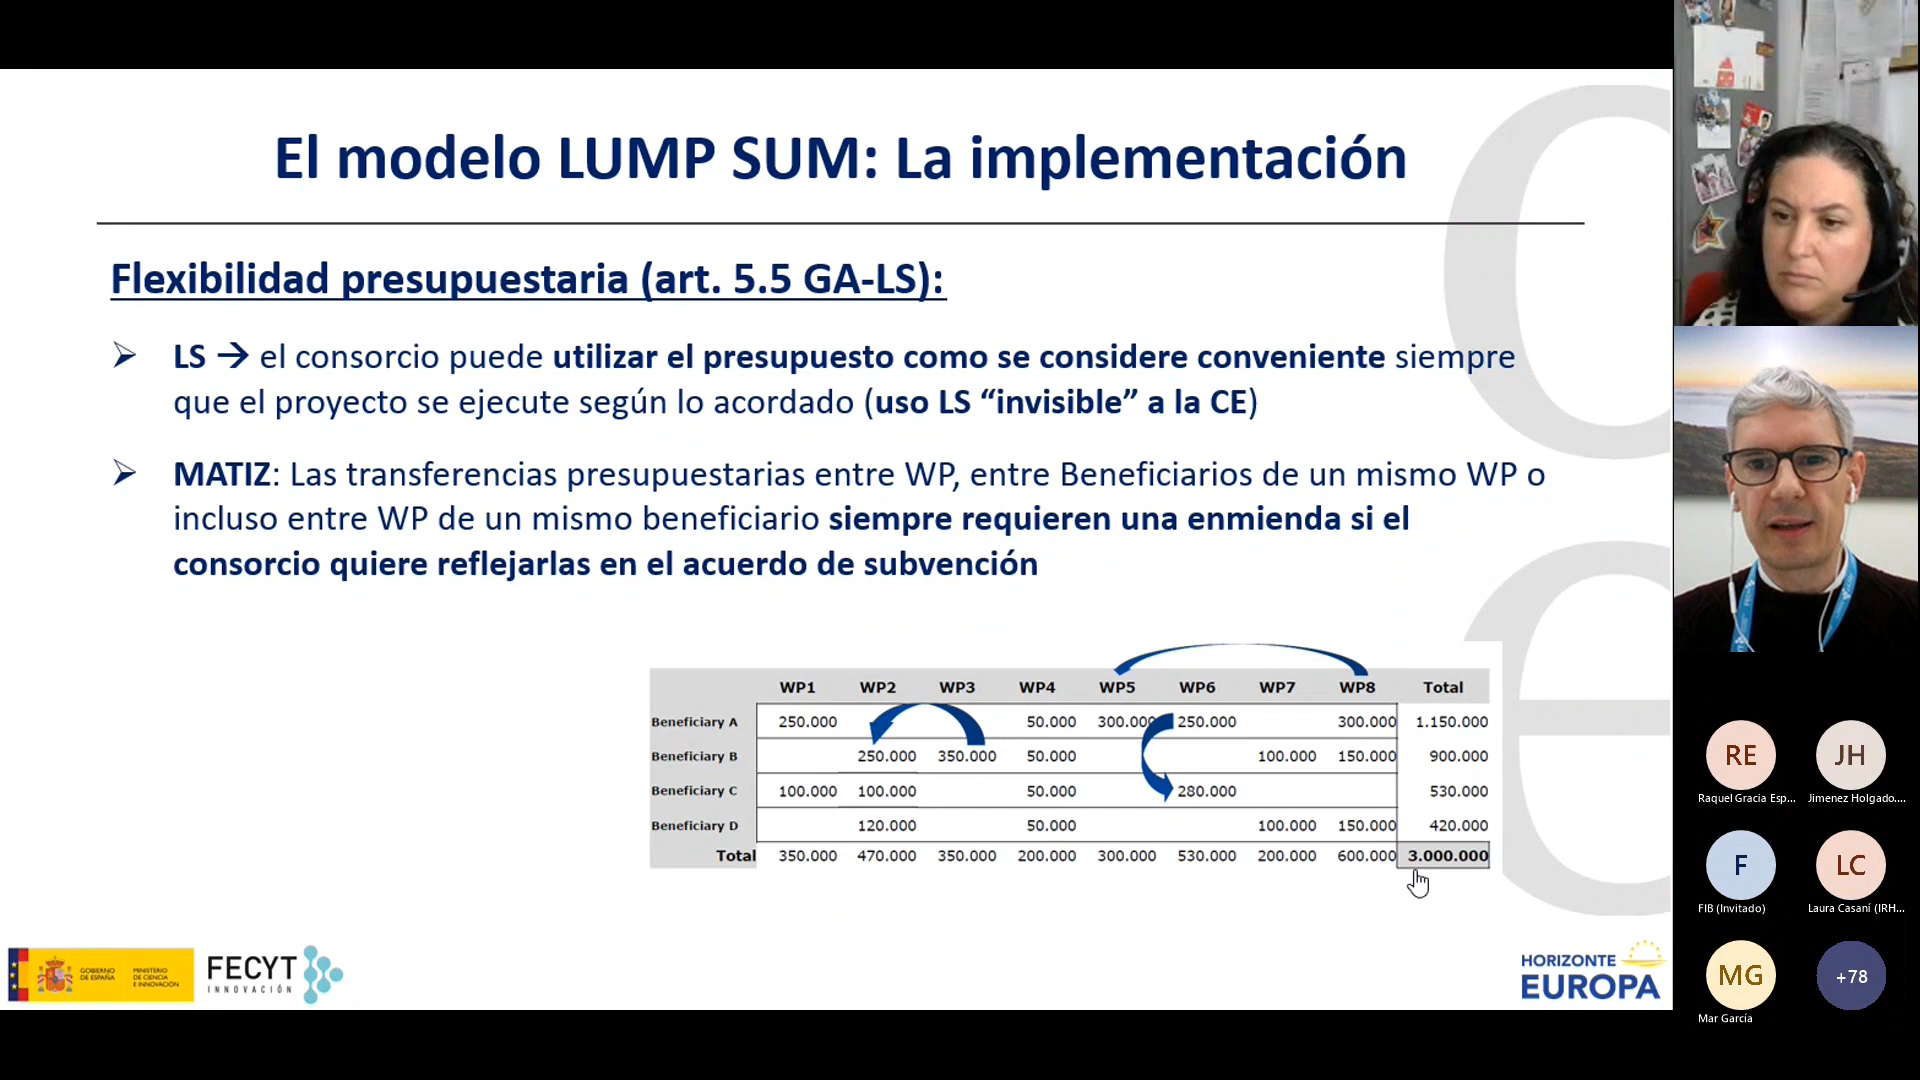 El modelo LUMP SUM: La implementación
Flexibilidad presupuestaria (art. 5.5 GA-LS):
➢ LS → el consorcio puede utilizar el presupuesto como se considere conveniente siempre
que el proyecto se ejecute según lo acordado (uso LS “invisible” a la CE)
➢ MATIZ: Las transferencias presupuestarias entre WP, entre Beneficiarios de un mismo WP o
incluso entre WP de un mismo beneficiario siempre requieren una enmienda si el
consorcio quiere reflejarlas en el acuerdo de subvención
WP1 WP2 WP3 WP4 WP5 WP6 WP7 WP8 Total
Beneficiary A 250.000 50.000 300.000 250.000 300.000 1.150.000
Beneficiary B 250.000 350.000 50.000 100.000 150.000 900.000
Beneficiary C 100.000 100.000 50.000 280.000 530.000
Beneficiary D 120.000 50.000 100.000 150.000 420.000
Total 350.000 470.000 350.000 200.000 300.000 530.000 200.000 600.000 3.000.000
GOBIERNO
DE ESPAÑA
MINISTERIO
DE CIENCIA
E INNOVACIÓN
FECYT
INNOVACIÓN
HORIZONTE
EUROPA
RE
Raquel Gracia Esp...
JH
Jimenez Holgado....
F
FIB (Invitado)
LC
Laura Casaní (IRH...
MG
Mar García
+78